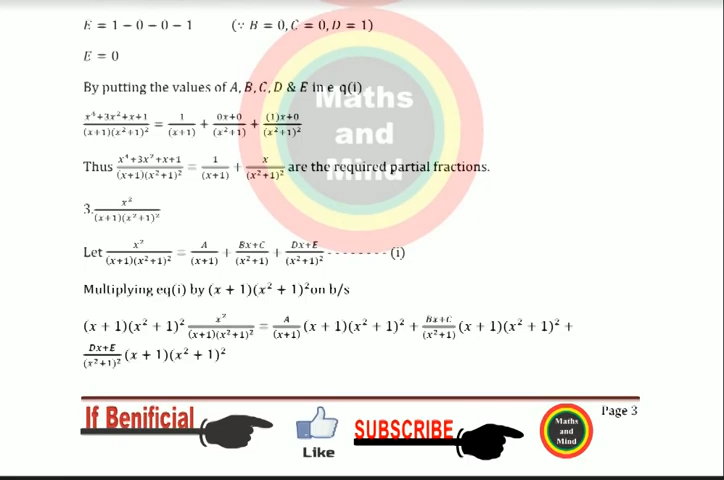 E = 1 − 0 − 0 − 1 (∵ B = 0, C = 0, D = 1)
E = 0
By putting the values of A, B, C, D & E in e q(i)
(x⁴+3x²+x+1)/((x+1)(x²+1)²) = 1/(x+1) + (0x+0)/(x²+1) + ((1)x+0)/(x²+1)²
Thus (x⁴+3x²+x+1)/((x+1)(x²+1)²) = 1/(x+1) + x/(x²+1)² are the required partial fractions.
3. x²/((x+1)(x²+1)²)
Let x²/((x+1)(x²+1)²) = A/(x+1) + (Bx+C)/(x²+1) + (Dx+E)/(x²+1)² - - - - - - - - (i)
Multiplying eq(i) by (x + 1)(x² + 1)²on b/s
(x + 1)(x² + 1)² x²/((x+1)(x²+1)²) = A/(x+1) (x + 1)(x² + 1)² + (Bx+C)/(x²+1) (x + 1)(x² + 1)² +
(Dx+E)/(x²+1)² (x + 1)(x² + 1)²
Maths
and
Mind
If Benificial
Like
SUBSCRIBE
Maths
and
Mind
Page 3